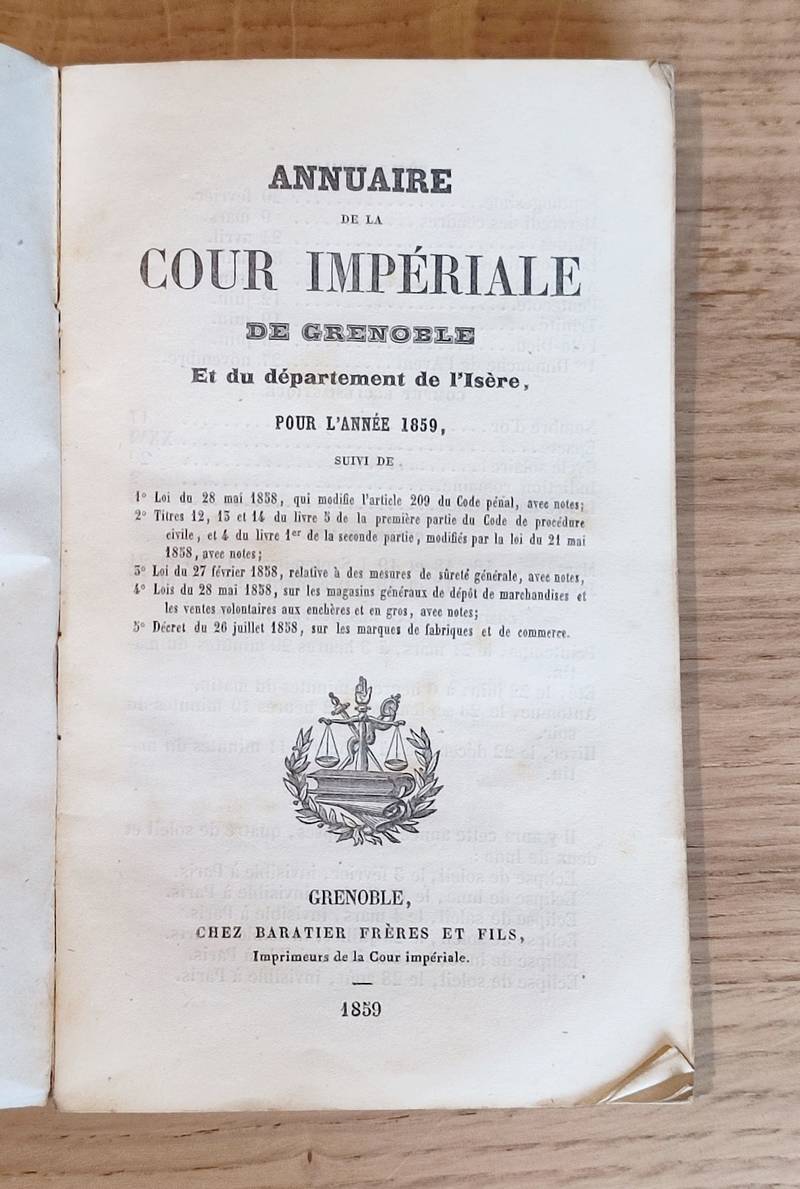 ANNUAIRE
DE LA
COUR IMPÉRIALE
DE GRENOBLE
Et du département de l'Isère,
POUR L'ANNÉE 1859,
SUIVI DE
1° Loi du 28 mai 1858, qui modifie l'article 209 du Code pénal, avec notes;
2° Titres 12, 13 et 14 du livre 5 de la première partie du Code de procédure
civile, et 4 du livre 1er de la seconde partie, modifiés par la loi du 21 mai
1858, avec notes;
3° Loi du 27 février 1858, relative à des mesures de sûreté générale, avec notes,
4° Lois du 28 mai 1858, sur les magasins généraux de dépôt de marchandises et
les ventes volontaires aux enchères et en gros, avec notes;
5° Décret du 26 juillet 1858, sur les marques de fabriques et de commerce.
GRENOBLE,
CHEZ BARATIER FRÈRES ET FILS,
Imprimeurs de la Cour impériale.
1859